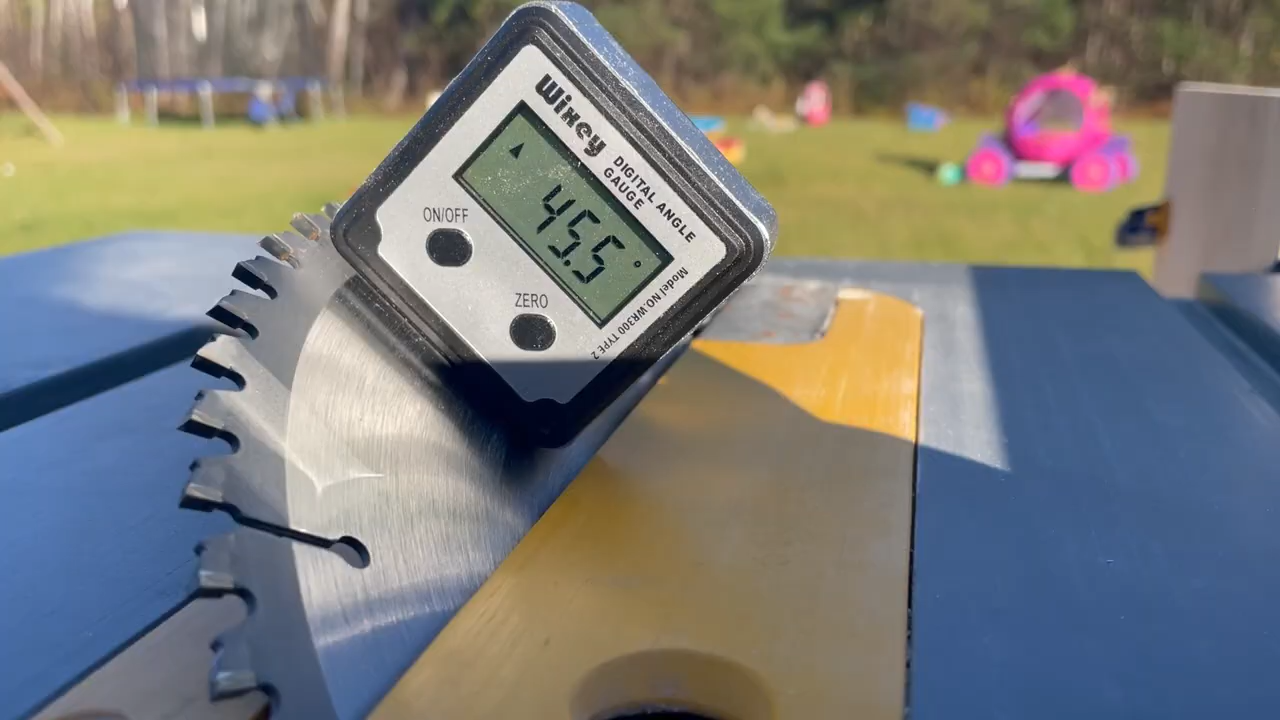 Wixey
DIGITAL ANGLE
GAUGE
45.5°
ON/OFF
ZERO
Model NO.WR300 TYPE 2